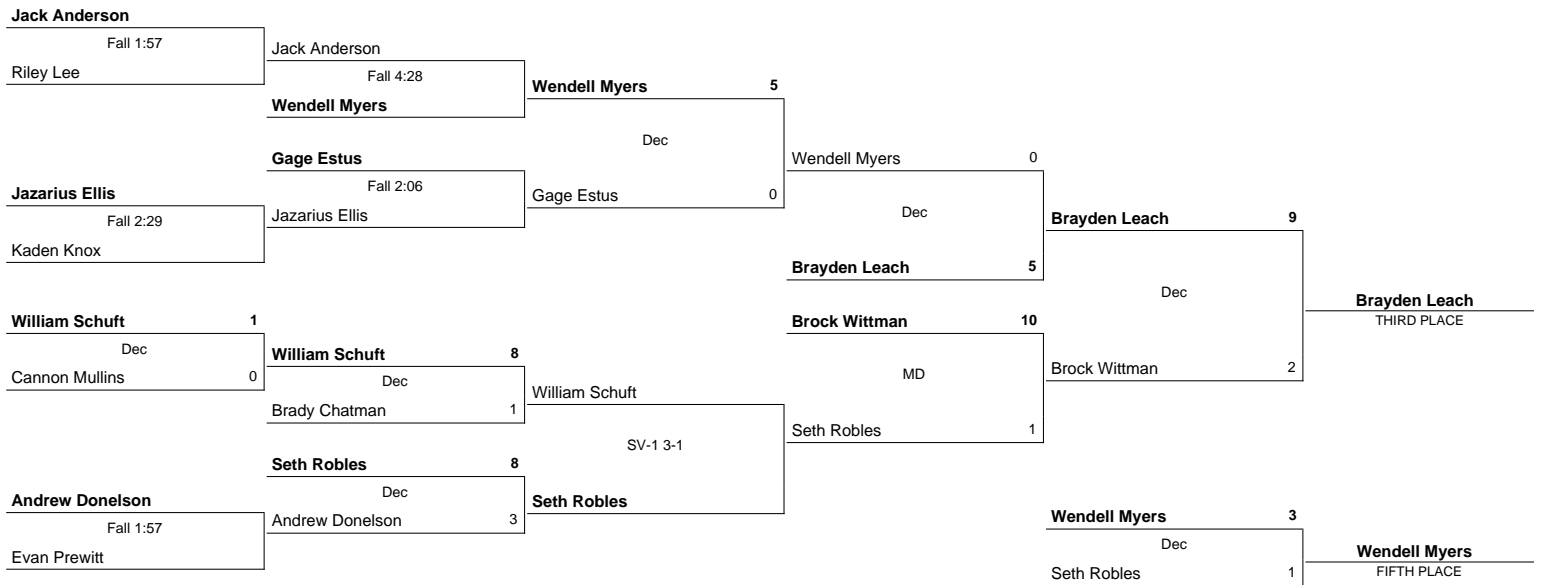 Jack Anderson
Fall 1:57
Riley Lee
Jack Anderson
Fall 4:28
Wendell Myers
Wendell Myers 5
Dec
Gage Estus 0
Gage Estus
Fall 2:06
Jazarius Ellis
Jazarius Ellis
Fall 2:29
Kaden Knox
Wendell Myers 0
Dec
Brayden Leach 5
Brayden Leach 9
Dec
Brock Wittman 2
Brayden Leach
THIRD PLACE
William Schuft 1
Dec
Cannon Mullins 0
William Schuft 8
Dec
Brady Chatman 1
William Schuft
SV-1 3-1
Seth Robles
Brock Wittman 10
MD
Seth Robles 1
Seth Robles 8
Dec
Andrew Donelson 3
Andrew Donelson
Fall 1:57
Evan Prewitt
Wendell Myers 3
Dec
Seth Robles 1
Wendell Myers
FIFTH PLACE